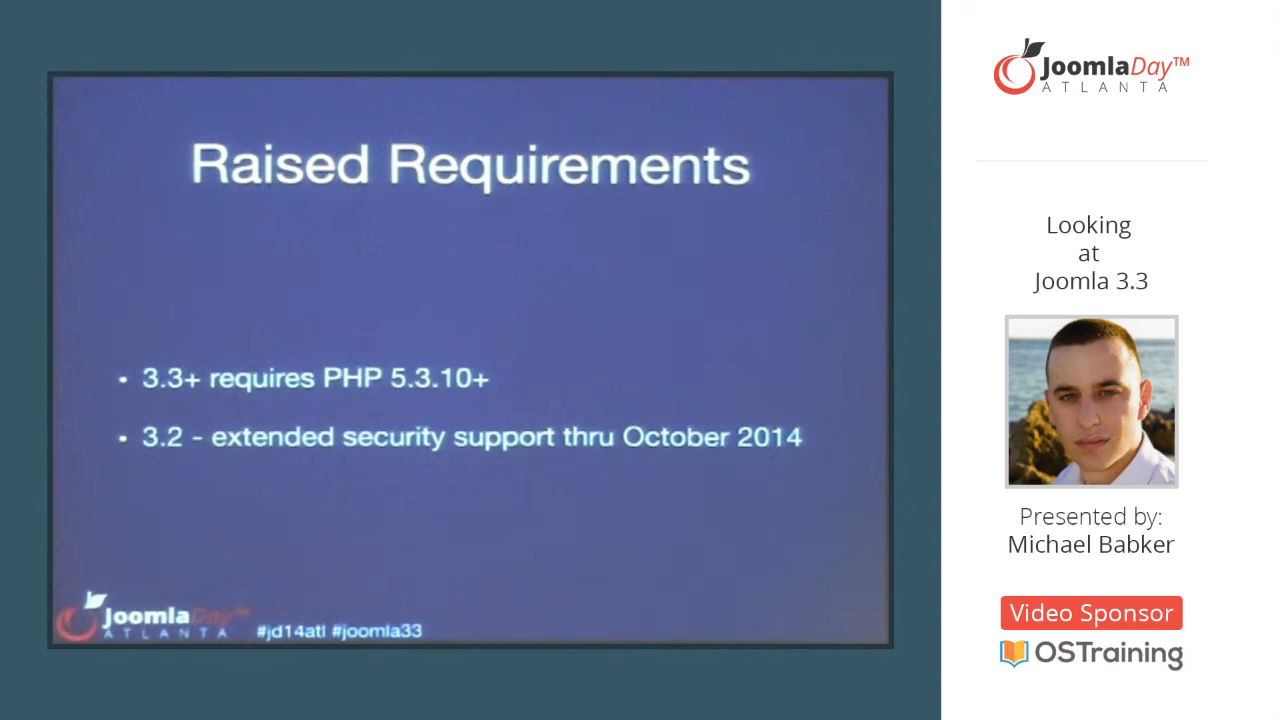 Raised Requirements
• 3.3+ requires PHP 5.3.10+
• 3.2 - extended security support thru October 2014
JoomlaDay™
ATLANTA
#jd14atl #joomla33
JoomlaDay™
ATLANTA
Looking
at
Joomla 3.3
Presented by:
Michael Babker
Video Sponsor
OSTraining